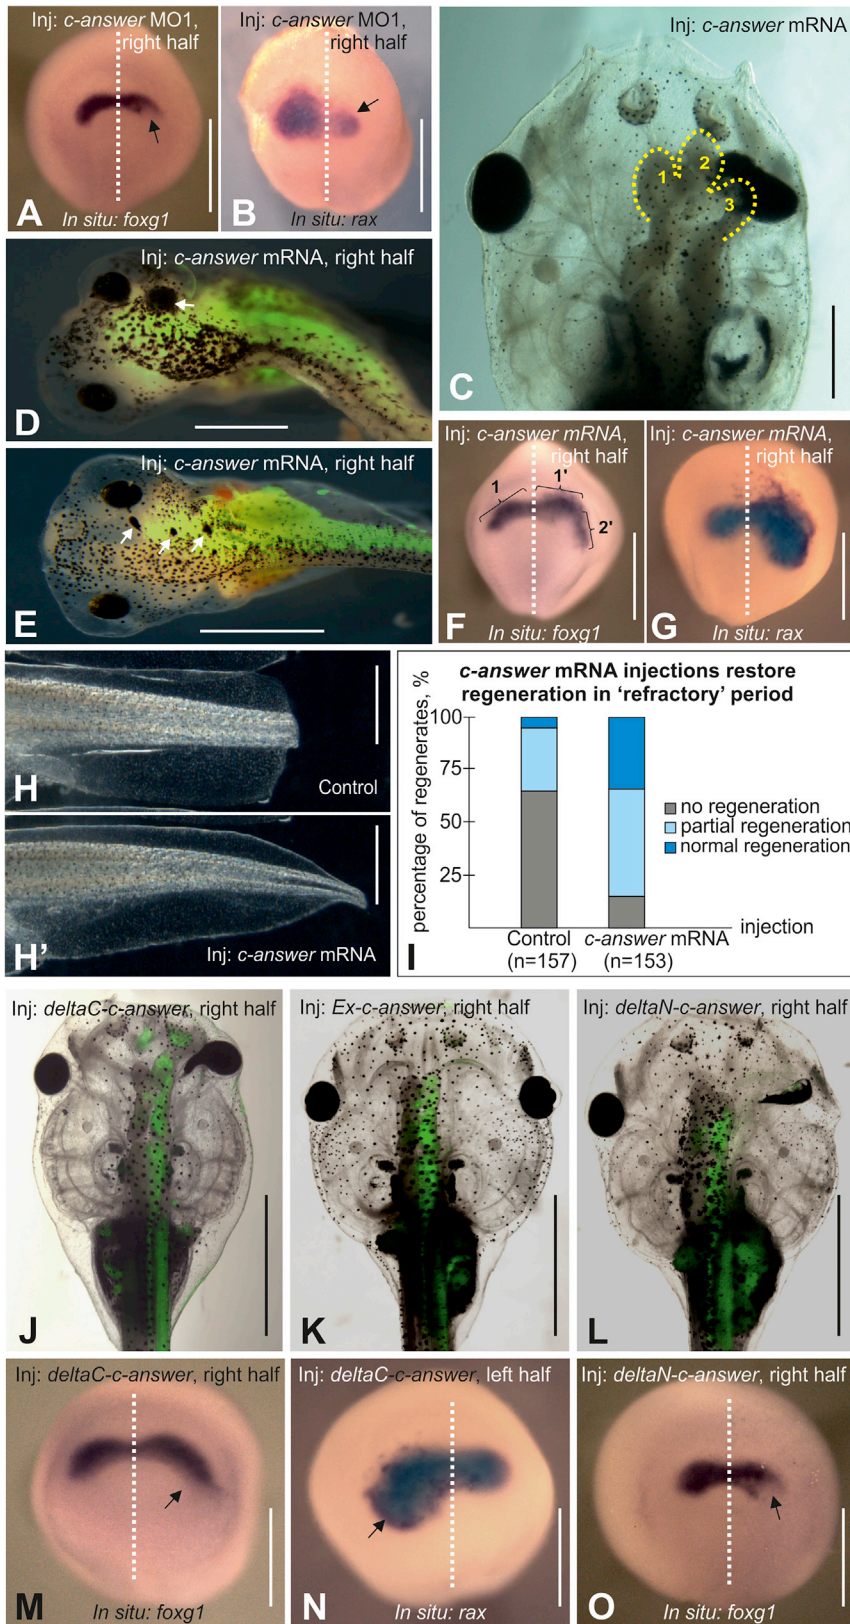 Inj: c-answer MO1,
right half
A
In situ: foxg1
Inj: c-answer MO1,
right half
B
In situ: rax
Inj: c-answer mRNA
1
2
3
C
Inj: c-answer mRNA, right half
D
Inj: c-answer mRNA, right half
E
Inj: c-answer mRNA,
right half
1
1'
2'
F
In situ: foxg1
Inj: c-answer mRNA,
right half
G
In situ: rax
H
Control
H'
Inj: c-answer mRNA
c-answer mRNA injections restore
regeneration in ‘refractory’ period
percentage of regenerates, %
100
75
50
25
no regeneration
partial regeneration
normal regeneration
injection
Control
(n=157)
c-answer mRNA
(n=153)
I
Inj: deltaC-c-answer, right half
J
Inj: Ex-c-answer, right half
K
Inj: deltaN-c-answer, right half
L
Inj: deltaC-c-answer, right half
M
In situ: foxg1
Inj: deltaC-c-answer, left half
N
In situ: rax
Inj: deltaN-c-answer, right half
O
In situ: foxg1